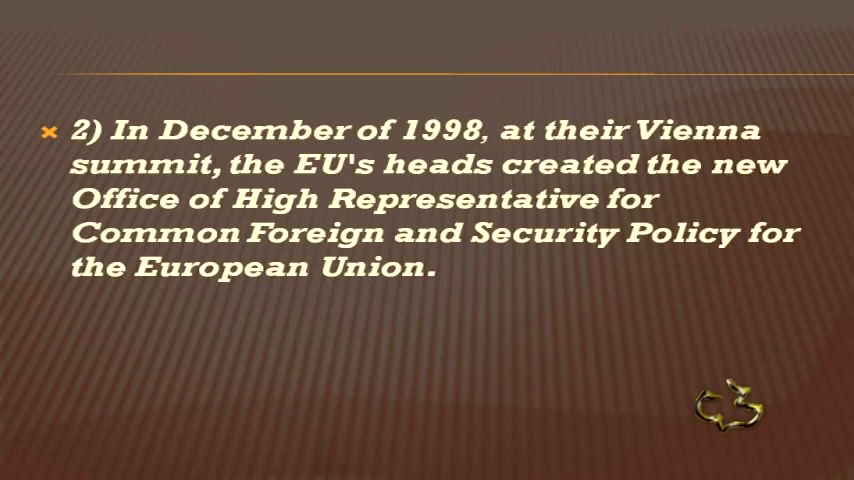 2) In December of 1998, at their Vienna
summit, the EU's heads created the new
Office of High Representative for
Common Foreign and Security Policy for
the European Union.